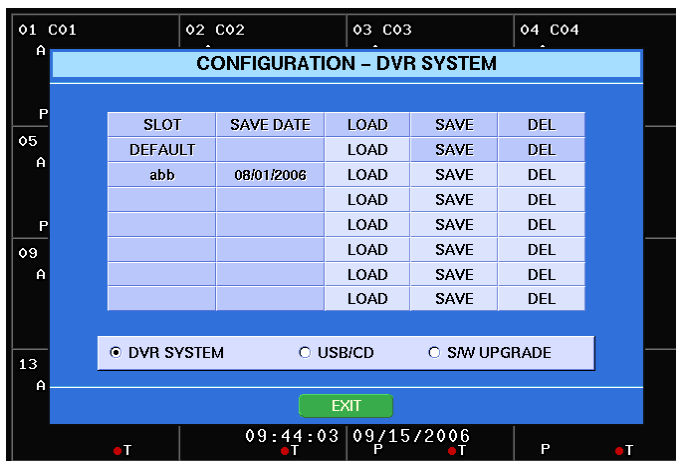 01 C01 02 C02 03 C03 04 C04
A
CONFIGURATION – DVR SYSTEM
P
SLOT SAVE DATE LOAD SAVE DEL
05
DEFAULT LOAD SAVE DEL
A
abb 08/01/2006 LOAD SAVE DEL
LOAD SAVE DEL
P
LOAD SAVE DEL
09
LOAD SAVE DEL
A
LOAD SAVE DEL
LOAD SAVE DEL
DVR SYSTEM USB/CD S/W UPGRADE
13
A
EXIT
09:44:03 09/15/2006
T T P T P T